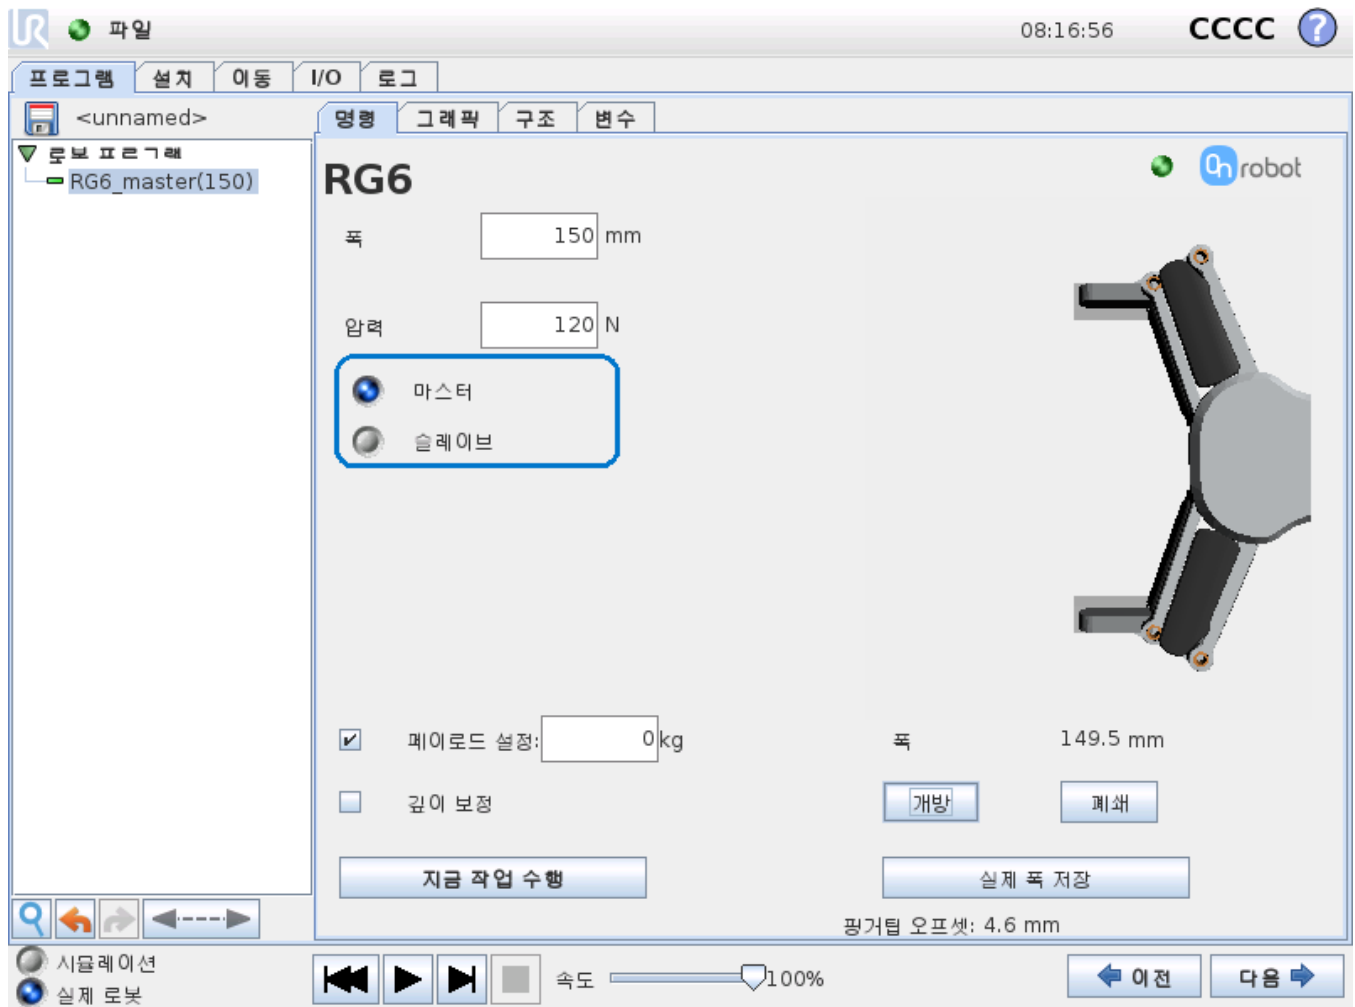 파일
08:16:56
CCCC
?
프로그램 설치 이동 I/O 로그
<unnamed>
명령 그래픽 구조 변수
로봇 프로그램
RG6_master(150)
RG6
On robot
폭 150 mm
압력 120 N
마스터
슬레이브
페이로드 설정: 0 kg
폭 149.5 mm
깊이 보정
개방 폐쇄
지금 작업 수행
실제 폭 저장
핑거팁 오프셋: 4.6 mm
시뮬레이션
실제 로봇
속도 100%
이전 다음